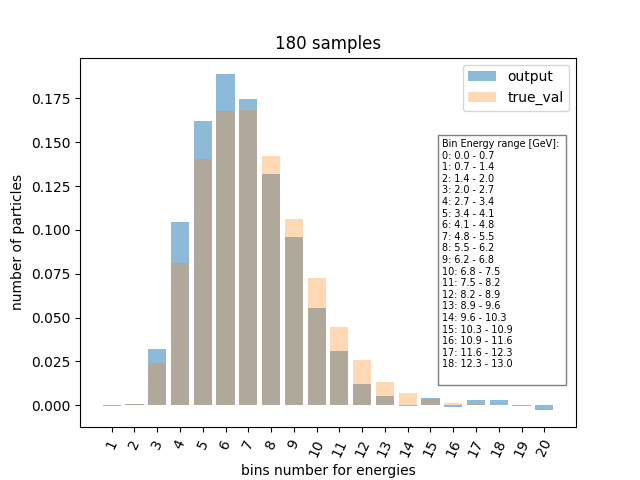 180 samples
output
true_val
Bin Energy range [GeV]:
0: 0.0 - 0.7
1: 0.7 - 1.4
2: 1.4 - 2.0
3: 2.0 - 2.7
4: 2.7 - 3.4
5: 3.4 - 4.1
6: 4.1 - 4.8
7: 4.8 - 5.5
8: 5.5 - 6.2
9: 6.2 - 6.8
10: 6.8 - 7.5
11: 7.5 - 8.2
12: 8.2 - 8.9
13: 8.9 - 9.6
14: 9.6 - 10.3
15: 10.3 - 10.9
16: 10.9 - 11.6
17: 11.6 - 12.3
18: 12.3 - 13.0
number of particles
0.175
0.150
0.125
0.100
0.075
0.050
0.025
0.000
1 2 3 4 5 6 7 8 9 10 11 12 13 14 15 16 17 18 19 20
bins number for energies